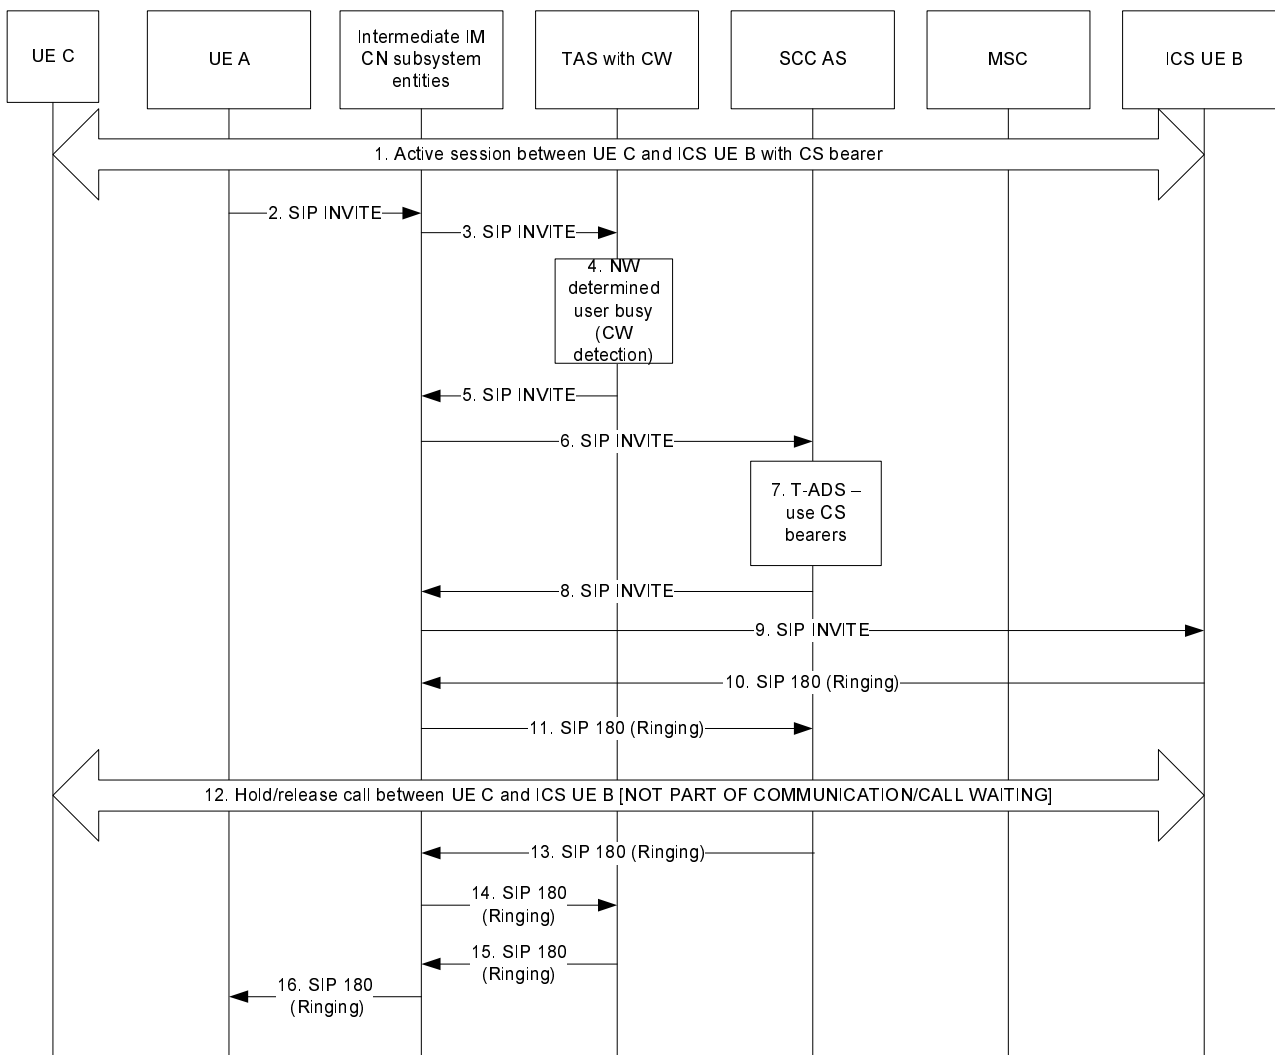 UE C
UE A
Intermediate IM
CN subsystem
entities
TAS with CW
SCC AS
MSC
ICS UE B
1. Active session between UE C and ICS UE B with CS bearer
2. SIP INVITE
3. SIP INVITE
4. NW
determined
user busy
(CW
detection)
5. SIP INVITE
6. SIP INVITE
7. T-ADS –
use CS
bearers
8. SIP INVITE
9. SIP INVITE
10. SIP 180 (Ringing)
11. SIP 180 (Ringing)
12. Hold/release call between UE C and ICS UE B [NOT PART OF COMMUNICATION/CALL WAITING]
13. SIP 180 (Ringing)
14. SIP 180
(Ringing)
15. SIP 180
(Ringing)
16. SIP 180
(Ringing)